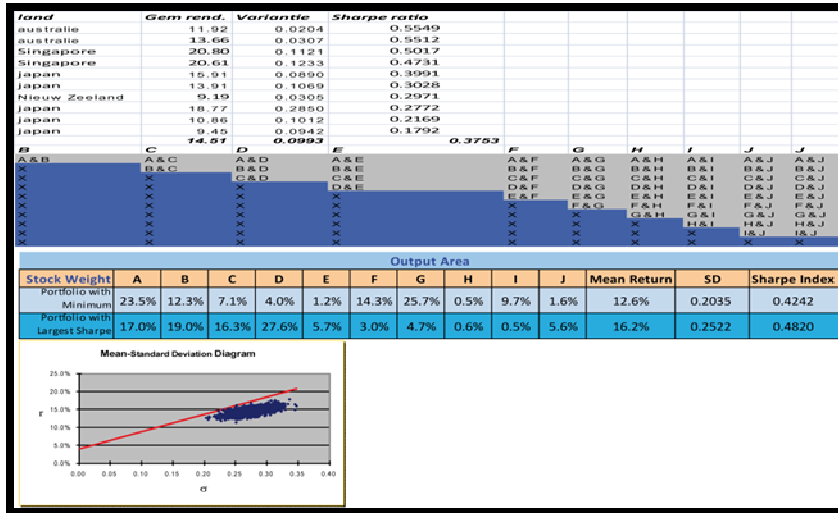 land Gem rend. Variantie Sharpe ratio
australie 11.92 0.0204 0.5549
australie 13.66 0.0307 0.5512
Singapore 20.80 0.1121 0.5017
Singapore 20.61 0.1233 0.4731
japan 15.91 0.0890 0.3991
japan 13.91 0.1069 0.3028
Nieuw Zeeland 9.19 0.0305 0.2971
japan 18.77 0.2850 0.2772
japan 10.86 0.1012 0.2169
japan 9.45 0.0942 0.1792
14.51 0.0993 0.3753
B C D E F G H I J J
A & B A & C A & D A & E A & F A & G A & H A & I A & J A & J
X B & C B & D B & E B & F B & G B & H B & I B & J B & J
X X C & D C & E C & F C & G C & H C & I C & J C & J
X X X D & E D & F D & G D & H D & I D & J D & J
X X X X E & F E & G E & H E & I E & J E & J
X X X X X F & G F & H F & I F & J F & J
X X X X X X G & H G & I G & J G & J
X X X X X X X H & I H & J H & J
X X X X X X X X I & J I & J
X X X X X X X X X X
Output Area
Stock Weight A B C D E F G H I J Mean Return SD Sharpe Index
Portfolio with Minimum 23.5% 12.3% 7.1% 4.0% 1.2% 14.3% 25.7% 0.5% 9.7% 1.6% 12.6% 0.2035 0.4242
Portfolio with Largest Sharpe 17.0% 19.0% 16.3% 27.6% 5.7% 3.0% 4.7% 0.6% 0.5% 5.6% 16.2% 0.2522 0.4820
Mean-Standard Deviation Diagram
25.0%
20.0%
15.0%
10.0%
5.0%
0.0%
r
0.00 0.05 0.10 0.15 0.20 0.25 0.30 0.35 0.40
σ